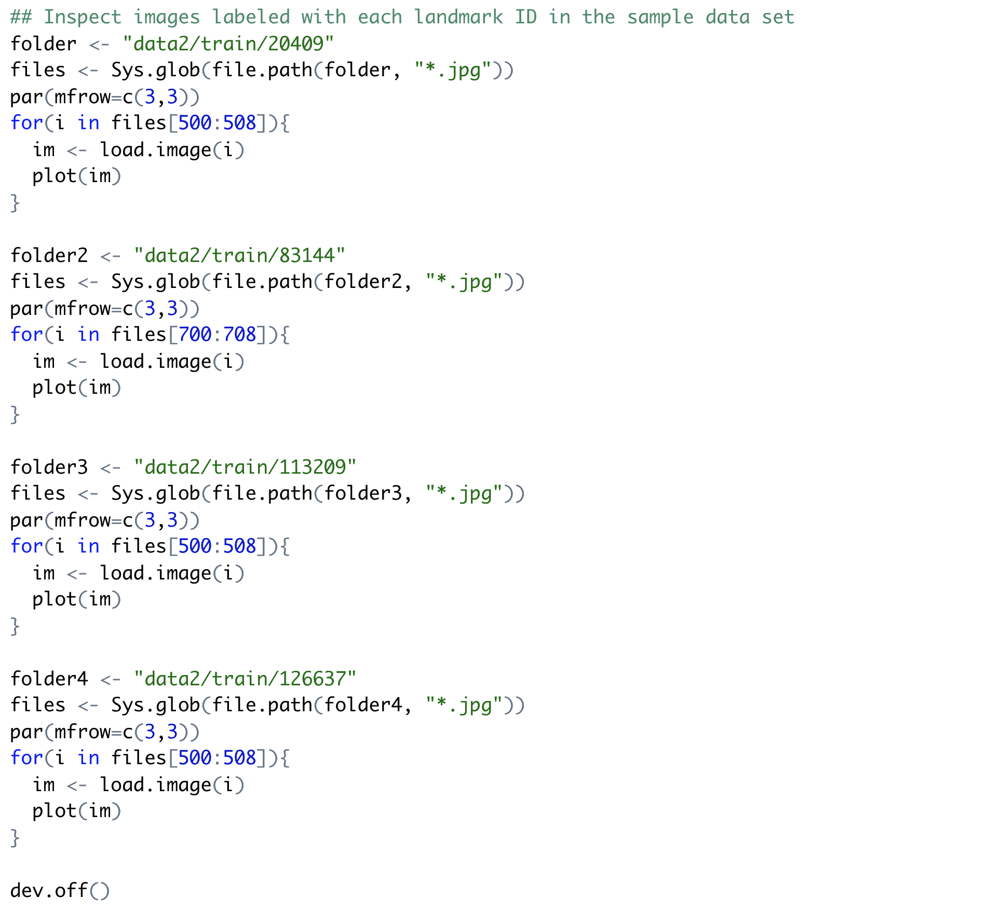 ## Inspect images labeled with each landmark ID in the sample data set
folder <- "data2/train/20409"
files <- Sys.glob(file.path(folder, "*.jpg"))
par(mfrow=c(3,3))
for(i in files[500:508]){
  im <- load.image(i)
  plot(im)
}

folder2 <- "data2/train/83144"
files <- Sys.glob(file.path(folder2, "*.jpg"))
par(mfrow=c(3,3))
for(i in files[700:708]){
  im <- load.image(i)
  plot(im)
}

folder3 <- "data2/train/113209"
files <- Sys.glob(file.path(folder3, "*.jpg"))
par(mfrow=c(3,3))
for(i in files[500:508]){
  im <- load.image(i)
  plot(im)
}

folder4 <- "data2/train/126637"
files <- Sys.glob(file.path(folder4, "*.jpg"))
par(mfrow=c(3,3))
for(i in files[500:508]){
  im <- load.image(i)
  plot(im)
}

dev.off()